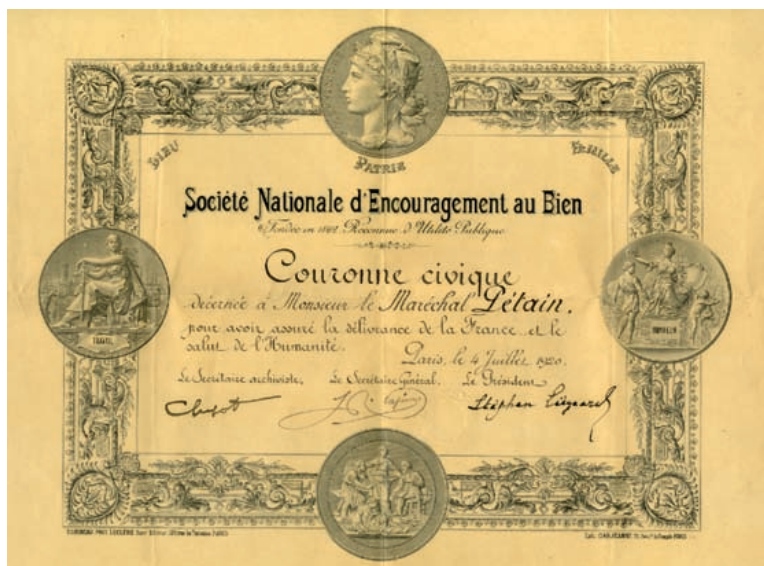 DIEU
PATRIE
FAMILLE
Société Nationale d'Encouragement au Bien
Fondée en 1862 Reconnue d'Utilité Publique
Couronne civique
décernée à Monsieur le Maréchal Pétain.
pour avoir assuré la délivrance de la France et le
salut de l'Humanité.
Paris, le 4 Juillet 1920.
Le Secrétaire archiviste, Le Secrétaire Général, Le Président
Stéphen
TRAVAIL
PARIS